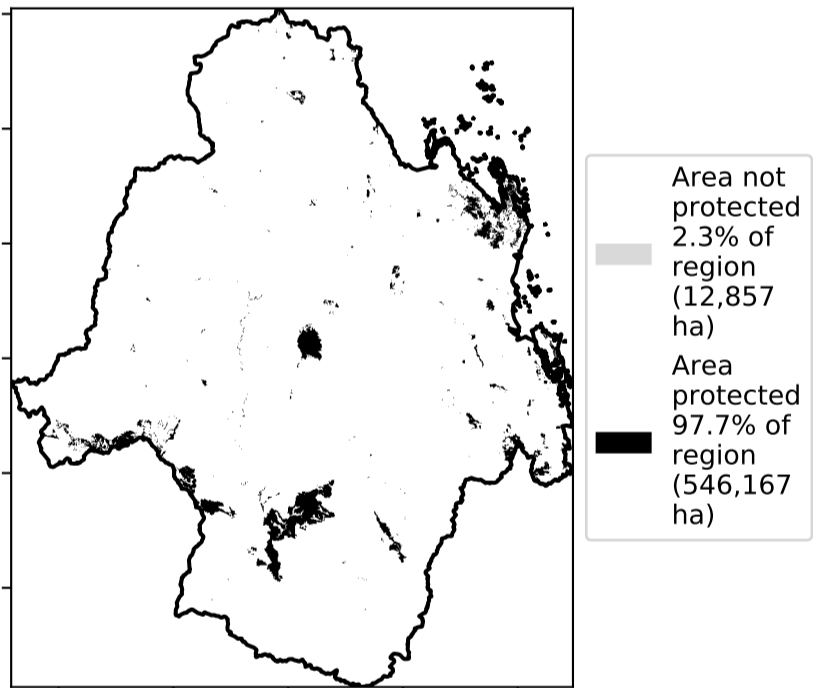 Area not
protected
2.3% of
region
(12,857
ha)
Area
protected
97.7% of
region
(546,167
ha)